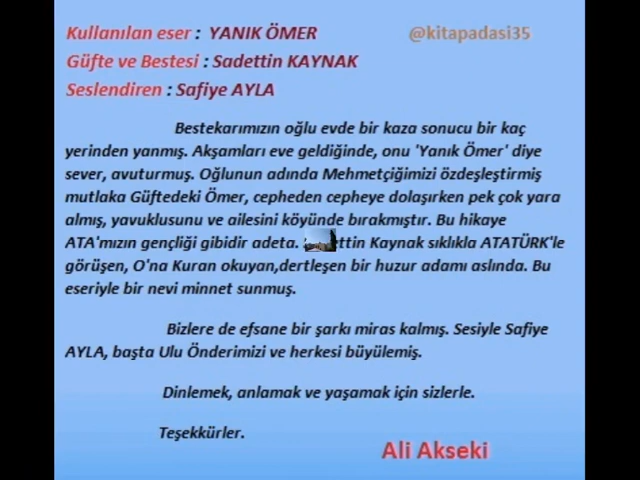 Kullanılan eser : YANIK ÖMER
@kitapadasi35
Güfte ve Bestesi : Sadettin KAYNAK
Seslendiren : Safiye AYLA
Bestekarımızın oğlu evde bir kaza sonucu bir kaç
yerinden yanmış. Akşamları eve geldiğinde, onu 'Yanık Ömer' diye
sever, avuturmuş. Oğlunun adında Mehmetçiğimizi özdeşleştirmiş
mutlaka Güftedeki Ömer, cepheden cepheye dolaşırken pek çok yara
almış, yavuklusunu ve ailesini köyünde bırakmıştır. Bu hikaye
ATA'mızın gençliği gibidir adeta. ettin Kaynak sıklıkla ATATÜRK'le
görüşen, O'na Kuran okuyan,dertleşen bir huzur adamı aslında. Bu
eseriyle bir nevi minnet sunmuş.
Bizlere de efsane bir şarkı miras kalmış. Sesiyle Safiye
AYLA, başta Ulu Önderimizi ve herkesi büyülemiş.
Dinlemek, anlamak ve yaşamak için sizlerle.
Teşekkürler.
Ali Akseki